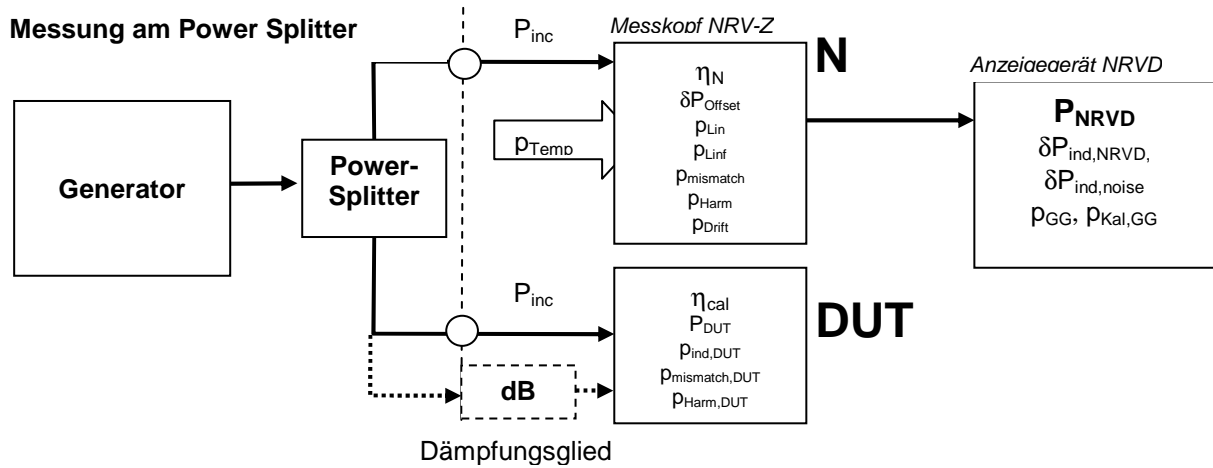 Messung am Power Splitter
Generator
Power-
Splitter
Pinc
pTemp
Messkopf NRV-Z
N
ηN
δPOffset
pLin
pLinf
pmismatch
pHarm
pDrift
Anzeigegerät NRVD
PNRVD
δPind,NRVD,
δPind,noise
pGG, pKal,GG
Pinc
ηcal
PDUT
pind,DUT
pmismatch,DUT
pHarm,DUT
DUT
dB
Dämpfungsglied